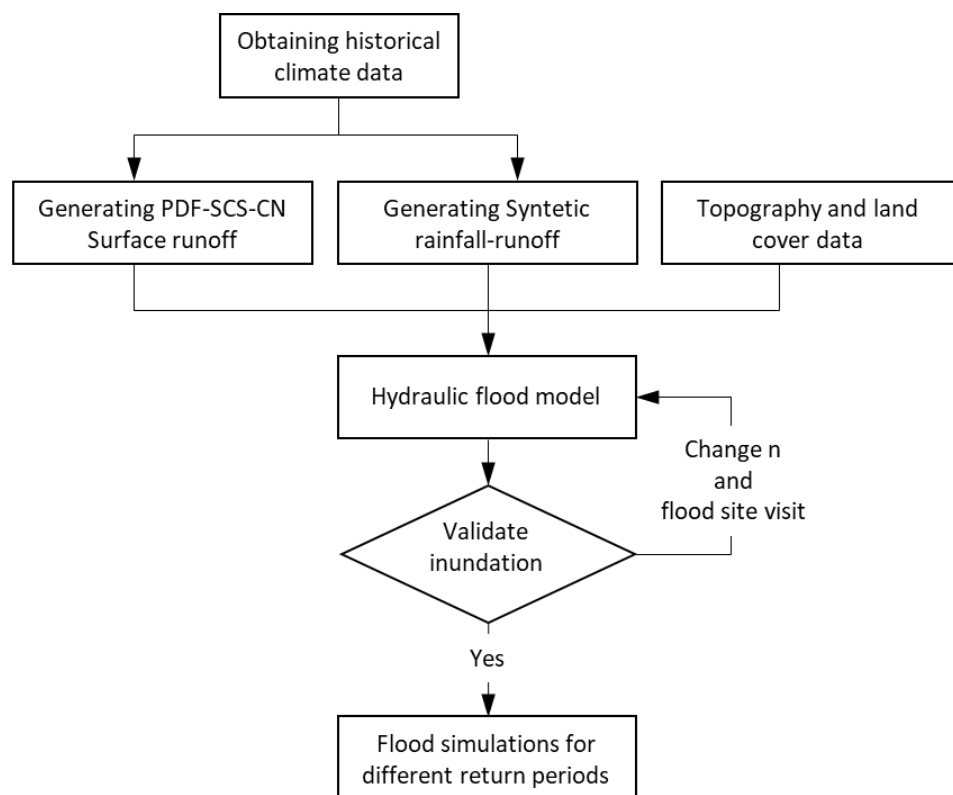 Obtaining historical
climate data
Generating PDF-SCS-CN
Surface runoff
Generating Syntetic
rainfall-runoff
Topography and land
cover data
Hydraulic flood model
Change n
and
flood site visit
Validate
inundation
Yes
Flood simulations for
different return periods